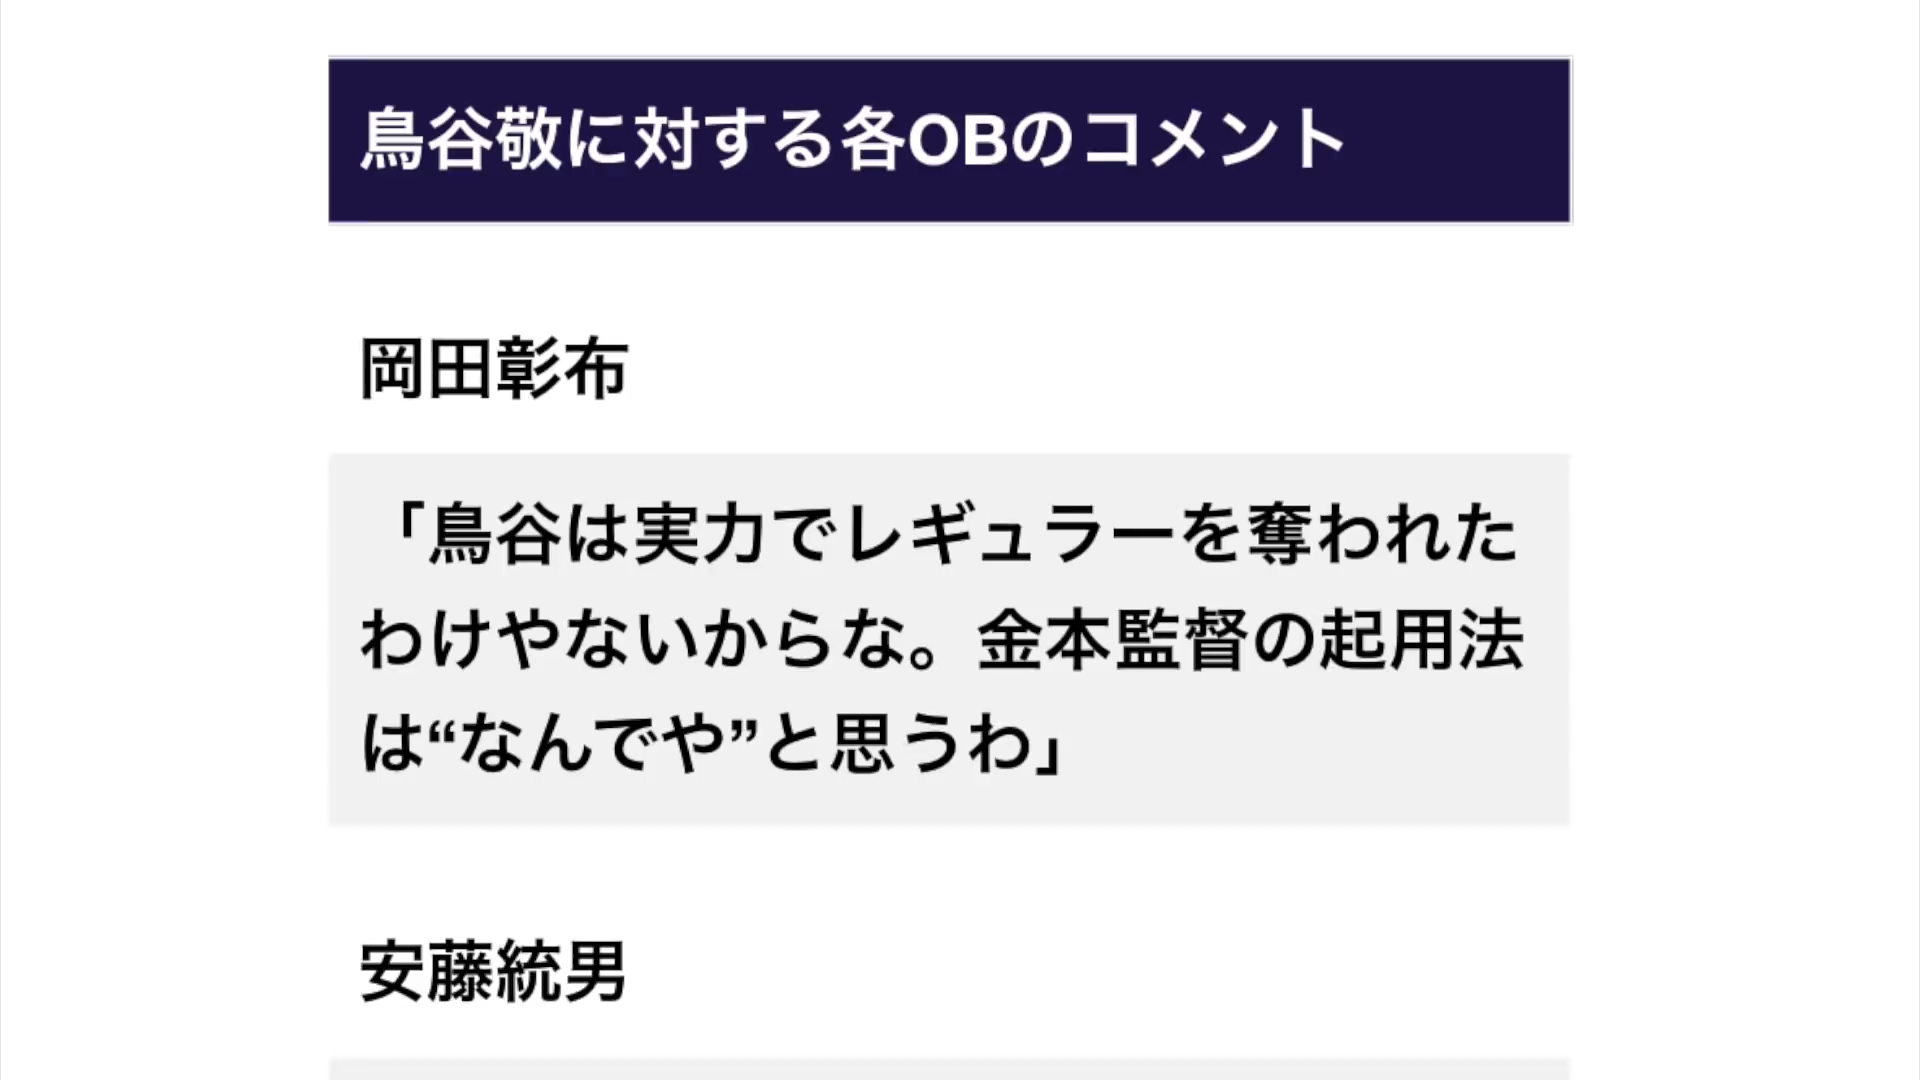 鳥谷敬に対する各OBのコメント
岡田彰布
「鳥谷は実力でレギュラーを奪われた
わけやないからな。金本監督の起用法
は“なんでや”と思うわ」
安藤統男